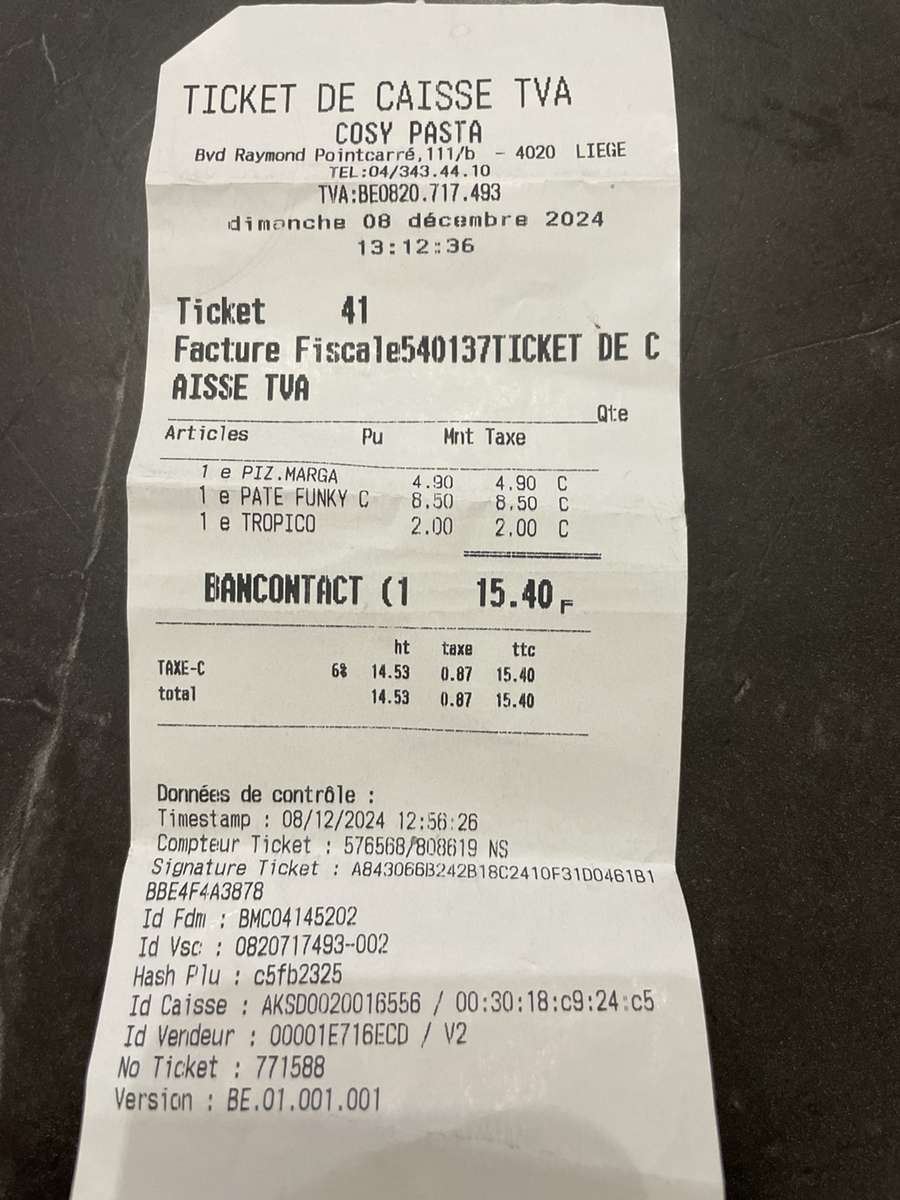 TICKET DE CAISSE TVA
COSY PASTA
Bvd Raymond Pointcarré,111/b - 4020 LIEGE
TEL:04/343.44.10
TVA:BE0820.717.493
dimanche 08 décembre 2024
13:12:36
Ticket 41
Facture Fiscale540137TICKET DE C
AISSE TVA
Qte
Articles Pu Mnt Taxe
1 e PIZ.MARGA 4.90 4.90 C
1 e PATE FUNKY C 8.50 8.50 C
1 e TROPICO 2.00 2.00 C
BANCONTACT (1 15.40 F
ht taxe ttc
TAXE-C 6% 14.53 0.87 15.40
total 14.53 0.87 15.40
Données de contrôle :
Timestamp : 08/12/2024 12:56:26
Compteur Ticket : 576568/808619 NS
Signature Ticket : A843066B242B18C2410F31D0461B1
BBE4F4A3878
Id Fdm : BMC04145202
Id Vsc : 0820717493-002
Hash Plu : c5fb2325
Id Caisse : AKSD0020016556 / 00:30:18:c9:24:c5
Id Vendeur : 00001E716ECD / V2
No Ticket : 771588
Version : BE.01.001.001